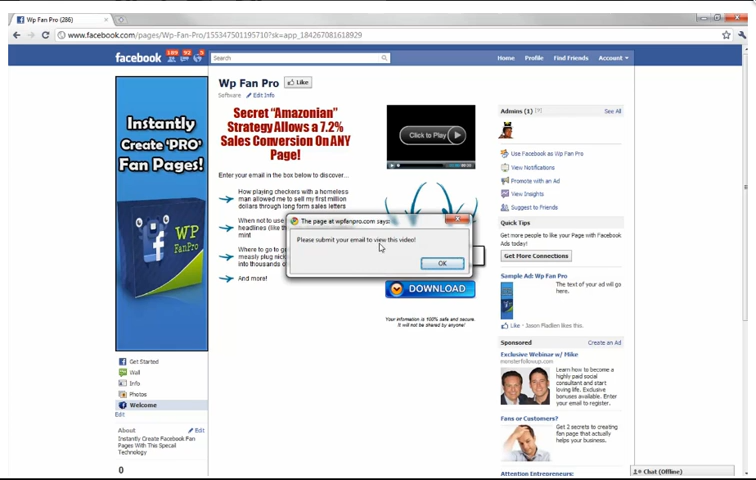 Wp Fan Pro (286)
www.facebook.com/pages/Wp-Fan-Pro/155347501195710?sk=app_184267081618929
facebook
Search
Home Profile Find Friends Account
Instantly
Create 'PRO'
Fan Pages!
WP
FanPro
Wp Fan Pro
Like
Software
Edit Info
Secret "Amazonian"
Strategy Allows a 7.2%
Sales Conversion On ANY
Page!
Enter your email in the box below to discover...
How playing checkers with a homeless
man allowed me to sell my first million
dollars through long form sales letters
When not to use
headlines (like th
mint
Where to go to g
measly plug nick
into thousands o
And more!
Click to Play
The page at wpfanpro.com says:
Please submit your email to view this video!
OK
DOWNLOAD
Your information is 100% safe and secure.
It will not be shared by anyone!
Get Started
Wall
Info
Photos
Welcome
Edit
About
Edit
Instantly Create Facebook Fan
Pages With This Special
Technology
0
Admins (1) [?]
See All
Use Facebook as Wp Fan Pro
View Notifications
Promote with an Ad
View Insights
Suggest to Friends
Quick Tips
Get more people to like your Page with Facebook
Ads today!
Get More Connections
Sample Ad: Wp Fan Pro
The text of your ad will go
here.
Like · Jason Fladlien likes this.
Sponsored
Create an Ad
Exclusive Webinar w/ Mike
monsterfollowup.com
Learn how to become a
highly paid social
consultant and start
loving life. Exclusive
bonuses available. Enter
your email to register.
Fans or Customers?
Get 2 secrets to creating
fan page that actually
helps your business.
Attention Entrepreneurs:
Chat (Offline)